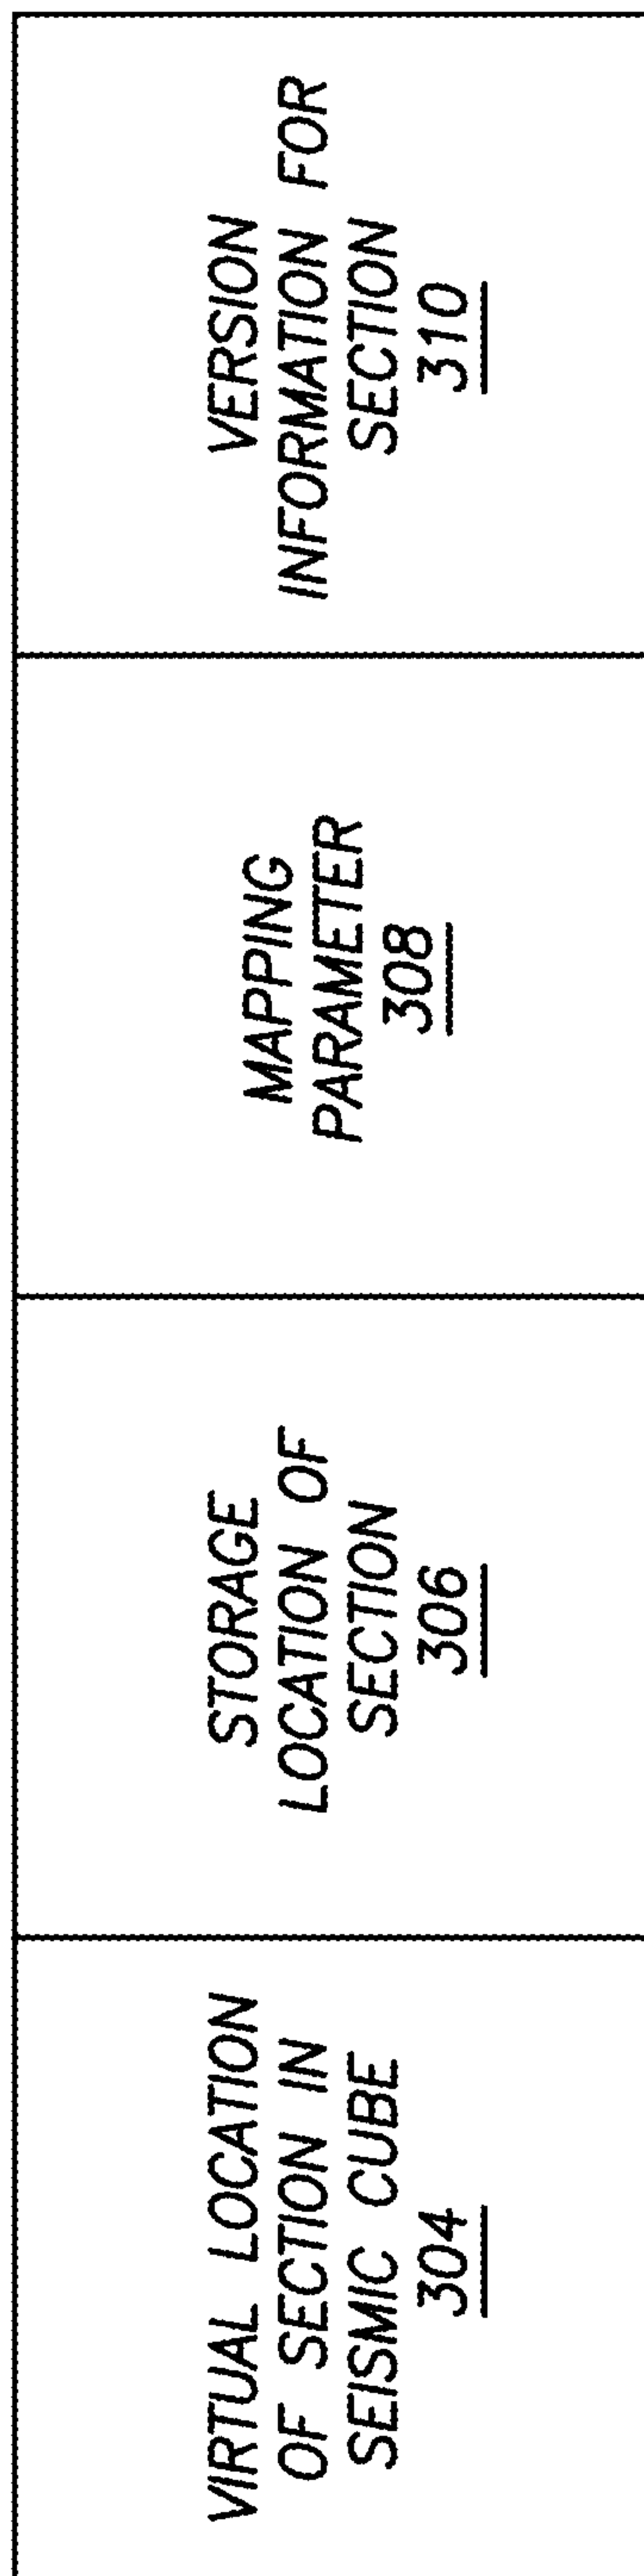 VIRTUAL LOCATION
OF SECTION IN
SEISMIC CUBE
304
STORAGE
LOCATION OF
SECTION
306
MAPPING
PARAMETER
308
VERSION
INFORMATION FOR
SECTION
310